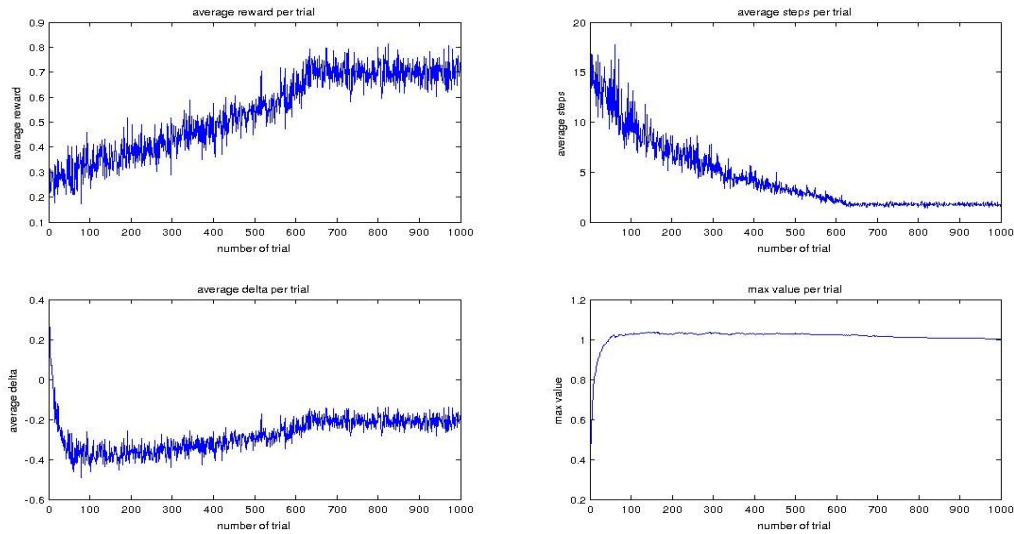 average reward per trial
average reward
0.9
0.8
0.7
0.6
0.5
0.4
0.3
0.2
0.1
0 100 200 300 400 500 600 700 800 900 1000
number of trial
average steps per trial
average steps
20
15
10
5
0
0 100 200 300 400 500 600 700 800 900 1000
number of trial
average delta per trial
average delta
0.4
0.2
0
-0.2
-0.4
-0.6
0 100 200 300 400 500 600 700 800 900 1000
number of trial
max value per trial
max value
1.2
1
0.8
0.6
0.4
0.2
0 100 200 300 400 500 600 700 800 900 1000
number of trial